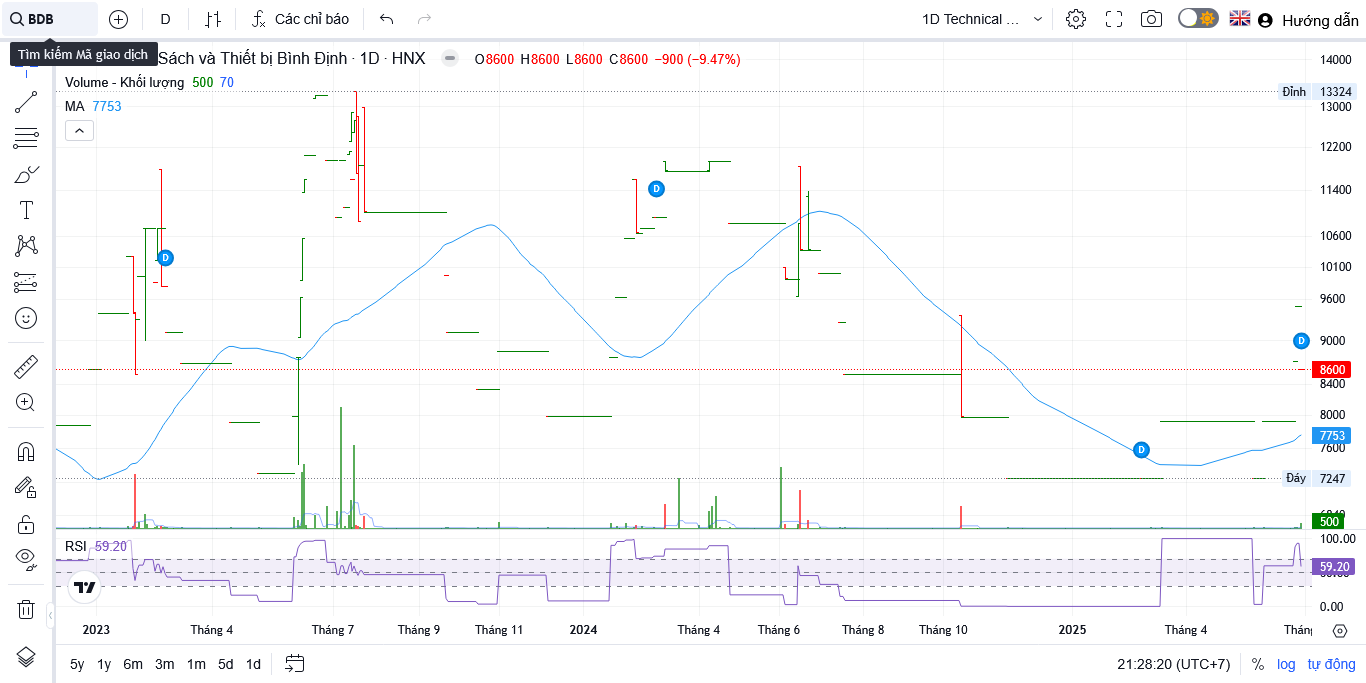 BDB
D
Các chỉ báo
1D Technical ...
Hướng dẫn
Tìm kiếm Mã giao dịch
Sách và Thiết bị Bình Định · 1D · HNX
O8600 H8600 L8600 C8600 −900 (−9.47%)
Volume - Khối lượng 500 70
MA 7753
14000
Đỉnh 13324
13000
12200
11400
10600
10100
9600
9000
8600
8400
8000
7753
7600
Đáy 7247
500
D
D
D
D
RSI 59.20
100.00
59.20
0.00
2023 Tháng 4 Tháng 7 Tháng 9 Tháng 11 2024 Tháng 4 Tháng 6 Tháng 8 Tháng 10 2025 Tháng 4
5y 1y 6m 3m 1m 5d 1d
21:28:20 (UTC+7) % log tự động